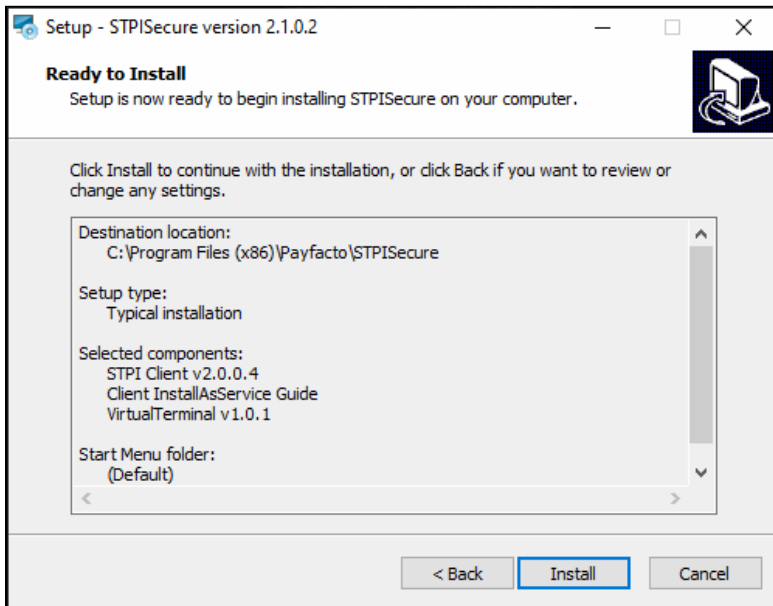 Setup - STPISecure version 2.1.0.2
Ready to Install
Setup is now ready to begin installing STPISecure on your computer.
Click Install to continue with the installation, or click Back if you want to review or
change any settings.
Destination location:
C:\Program Files (x86)\Payfacto\STPISecure
Setup type:
Typical installation
Selected components:
STPI Client v2.0.0.4
Client InstallAsService Guide
VirtualTerminal v1.0.1
Start Menu folder:
(Default)
< Back
Install
Cancel